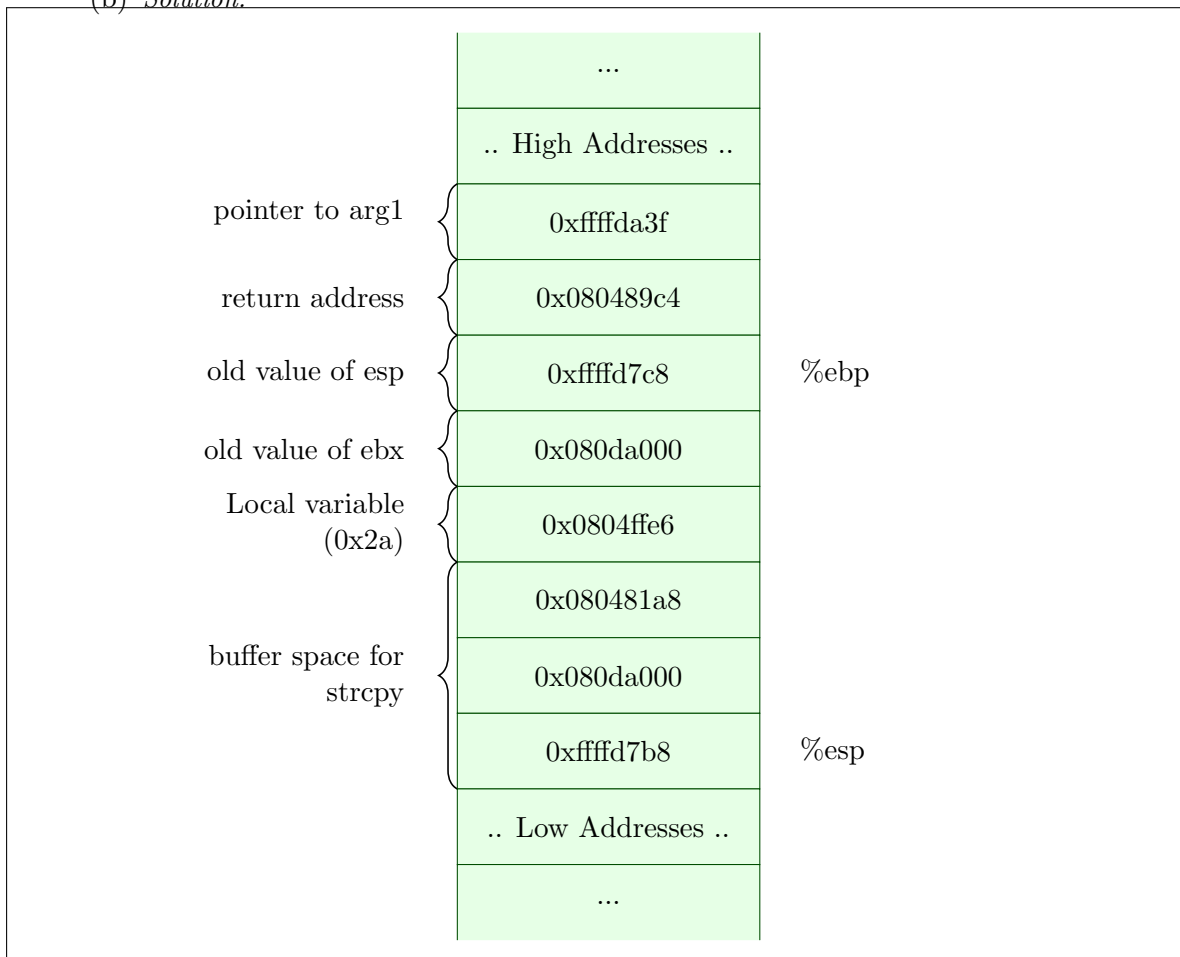 (b) Solution.
...
.. High Addresses ..
pointer to arg1
0xffffda3f
return address
0x080489c4
old value of esp
0xffffd7c8
%ebp
old value of ebx
0x080da000
Local variable
(0x2a)
0x0804ffe6
0x080481a8
buffer space for
strcpy
0x080da000
0xffffd7b8
%esp
.. Low Addresses ..
...